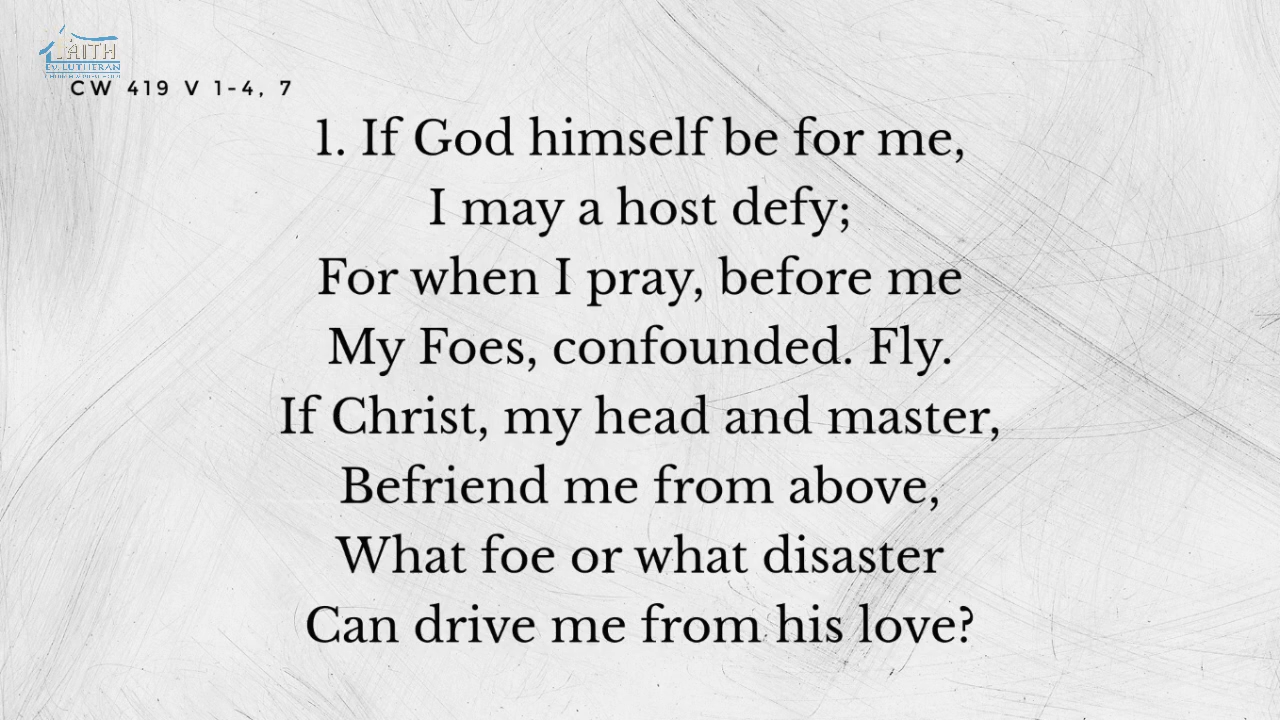 FAITH
EV. LUTHERAN
CW 419 V 1-4, 7
1. If God himself be for me,
I may a host defy;
For when I pray, before me
My Foes, confounded. Fly.
If Christ, my head and master,
Befriend me from above,
What foe or what disaster
Can drive me from his love?